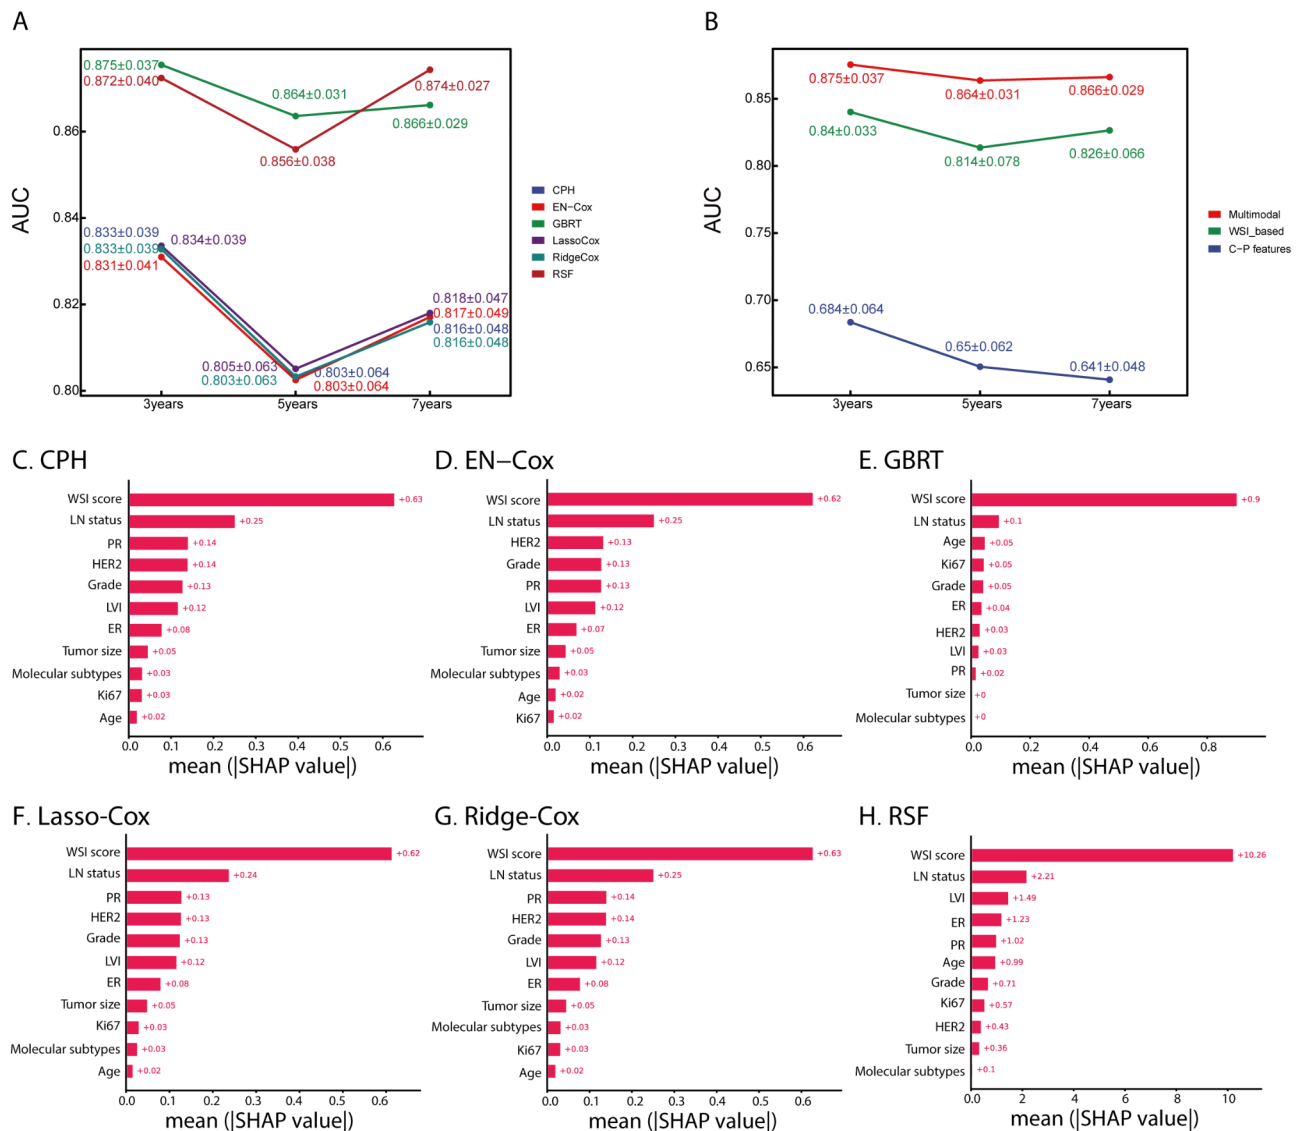 A
B
AUC
0.86
0.84
0.82
0.80
3years
5years
7years
0.875±0.037
0.872±0.040
0.864±0.031
0.856±0.038
0.874±0.027
0.866±0.029
0.833±0.039
0.834±0.039
0.833±0.039
0.831±0.041
0.805±0.063
0.803±0.063
0.803±0.064
0.803±0.064
0.818±0.047
0.817±0.049
0.816±0.048
0.816±0.048
CPH
EN−Cox
GBRT
LassoCox
RidgeCox
RSF
AUC
0.85
0.80
0.75
0.70
0.65
3years
5years
7years
0.875±0.037
0.864±0.031
0.866±0.029
0.84±0.033
0.814±0.078
0.826±0.066
0.684±0.064
0.65±0.062
0.641±0.048
Multimodal
WSI_based
C−P features
C. CPH
WSI score +0.63
LN status +0.25
PR +0.14
HER2 +0.14
Grade +0.13
LVI +0.12
ER +0.08
Tumor size +0.05
Molecular subtypes +0.03
Ki67 +0.03
Age +0.02
0.0 0.1 0.2 0.3 0.4 0.5 0.6
mean (|SHAP value|)
D. EN−Cox
WSI score +0.62
LN status +0.25
HER2 +0.13
Grade +0.13
PR +0.13
LVI +0.12
ER +0.07
Tumor size +0.05
Molecular subtypes +0.03
Age +0.02
Ki67 +0.02
0.0 0.1 0.2 0.3 0.4 0.5 0.6
mean (|SHAP value|)
E. GBRT
WSI score +0.9
LN status +0.1
Age +0.05
Ki67 +0.05
Grade +0.05
ER +0.04
HER2 +0.03
LVI +0.03
PR +0.02
Tumor size +0
Molecular subtypes +0
0.0 0.2 0.4 0.6 0.8
mean (|SHAP value|)
F. Lasso-Cox
WSI score +0.62
LN status +0.24
PR +0.13
HER2 +0.13
Grade +0.13
LVI +0.12
ER +0.08
Tumor size +0.05
Ki67 +0.03
Molecular subtypes +0.03
Age +0.02
0.0 0.1 0.2 0.3 0.4 0.5 0.6
mean (|SHAP value|)
G. Ridge-Cox
WSI score +0.63
LN status +0.25
PR +0.14
HER2 +0.14
Grade +0.13
LVI +0.12
ER +0.08
Tumor size +0.05
Molecular subtypes +0.03
Ki67 +0.03
Age +0.02
0.0 0.1 0.2 0.3 0.4 0.5 0.6
mean (|SHAP value|)
H. RSF
WSI score +10.26
LN status +2.21
LVI +1.49
ER +1.23
PR +1.02
Age +0.99
Grade +0.71
Ki67 +0.57
HER2 +0.43
Tumor size +0.36
Molecular subtypes +0.1
0 2 4 6 8 10
mean (|SHAP value|)